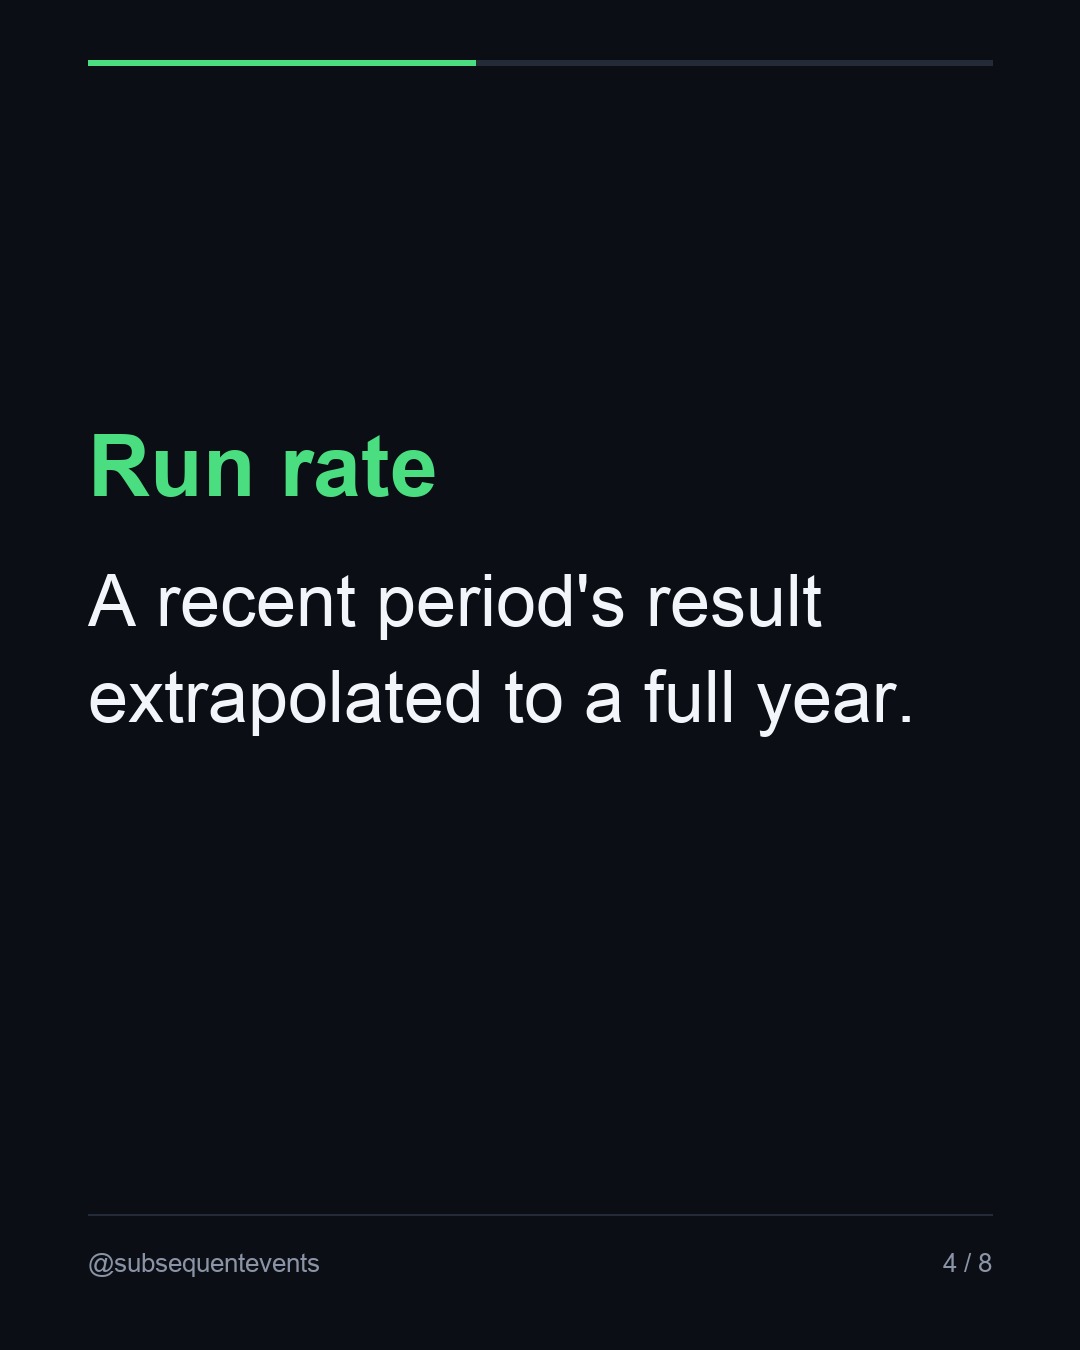 Run rate
A recent period's result
extrapolated to a full year.
@subsequentevents
4 / 8